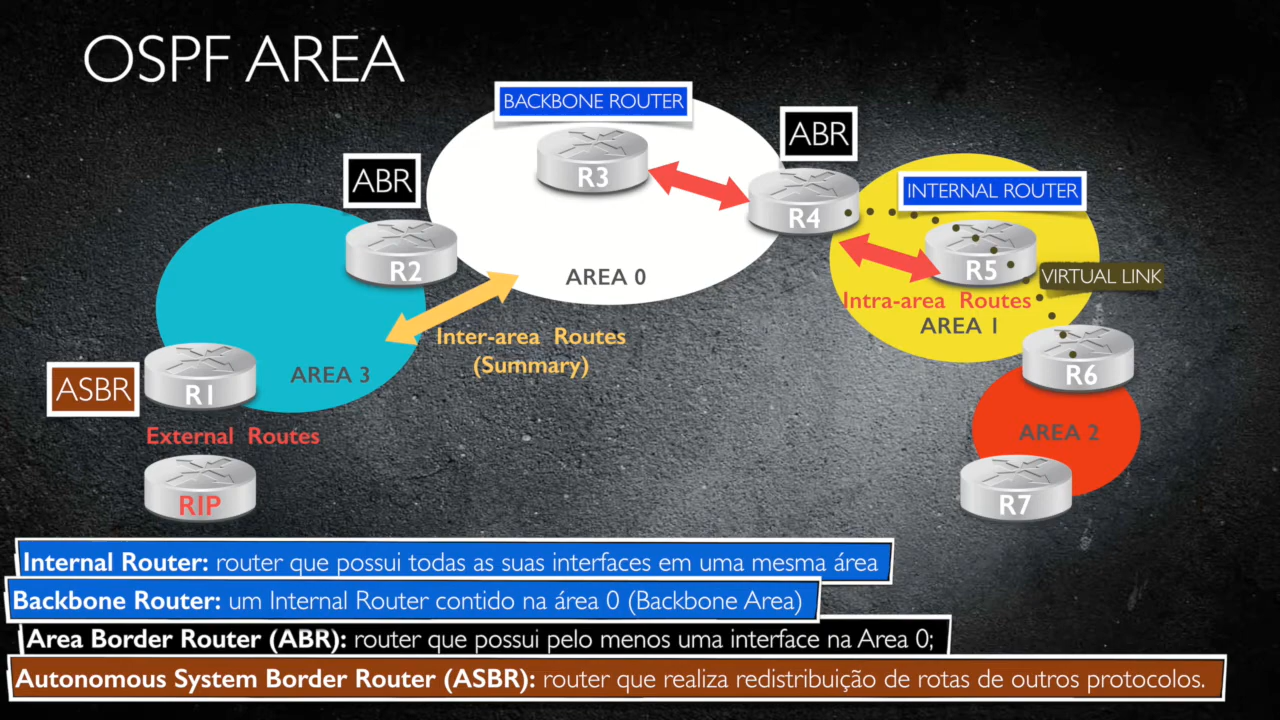 OSPF AREA
BACKBONE ROUTER
ABR
R3
ABR
INTERNAL ROUTER
R4
R2
AREA 0
R5
VIRTUAL LINK
Intra-area Routes
AREA 1
Inter-area Routes
(Summary)
ASBR
R1
AREA 3
R6
External Routes
AREA 2
RIP
R7
Internal Router: router que possui todas as suas interfaces em uma mesma área
Backbone Router: um Internal Router contido na área 0 (Backbone Area)
Area Border Router (ABR): router que possui pelo menos uma interface na Area 0;
Autonomous System Border Router (ASBR): router que realiza redistribuição de rotas de outros protocolos.